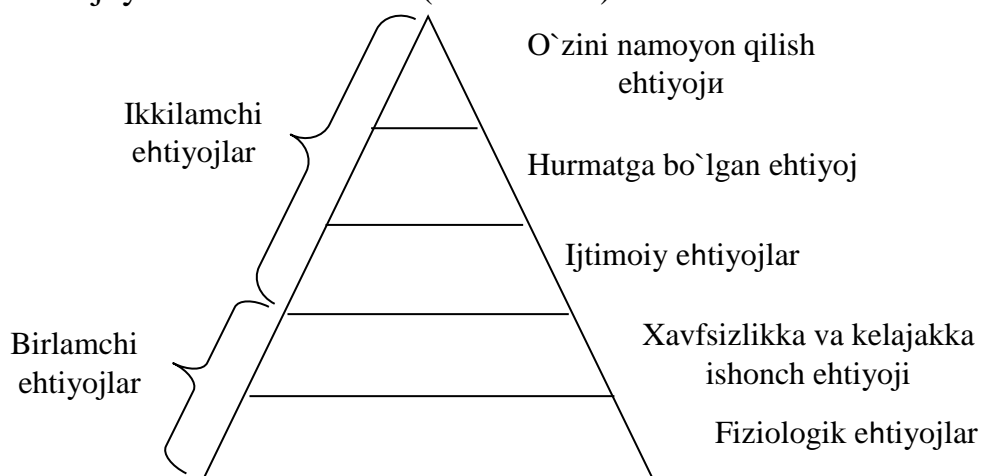 O`zini namoyon qilish
ehtiyojи
Ikkilamchi
ehtiyojlar
Hurmatga bo`lgan ehtiyoj
Ijtimoiy ehtiyojlar
Birlamchi
ehtiyojlar
Xavfsizlikka va kelajakka
ishonch ehtiyoji
Fiziologik ehtiyojlar